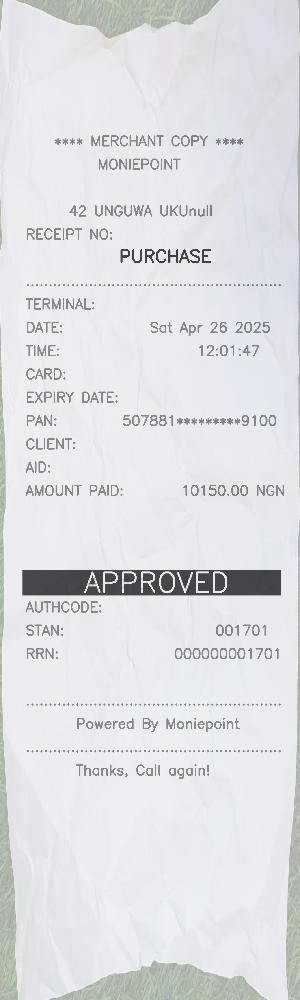 **** MERCHANT COPY ****
MONIEPOINT
42 UNGUWA UKUnull
RECEIPT NO:
PURCHASE
TERMINAL:
DATE: Sat Apr 26 2025
TIME: 12:01:47
CARD:
EXPIRY DATE:
PAN: 507881*********9100
CLIENT:
AID:
AMOUNT PAID: 10150.00 NGN
APPROVED
AUTHCODE:
STAN: 001701
RRN: 000000001701
Powered By Moniepoint
Thanks, Call again!